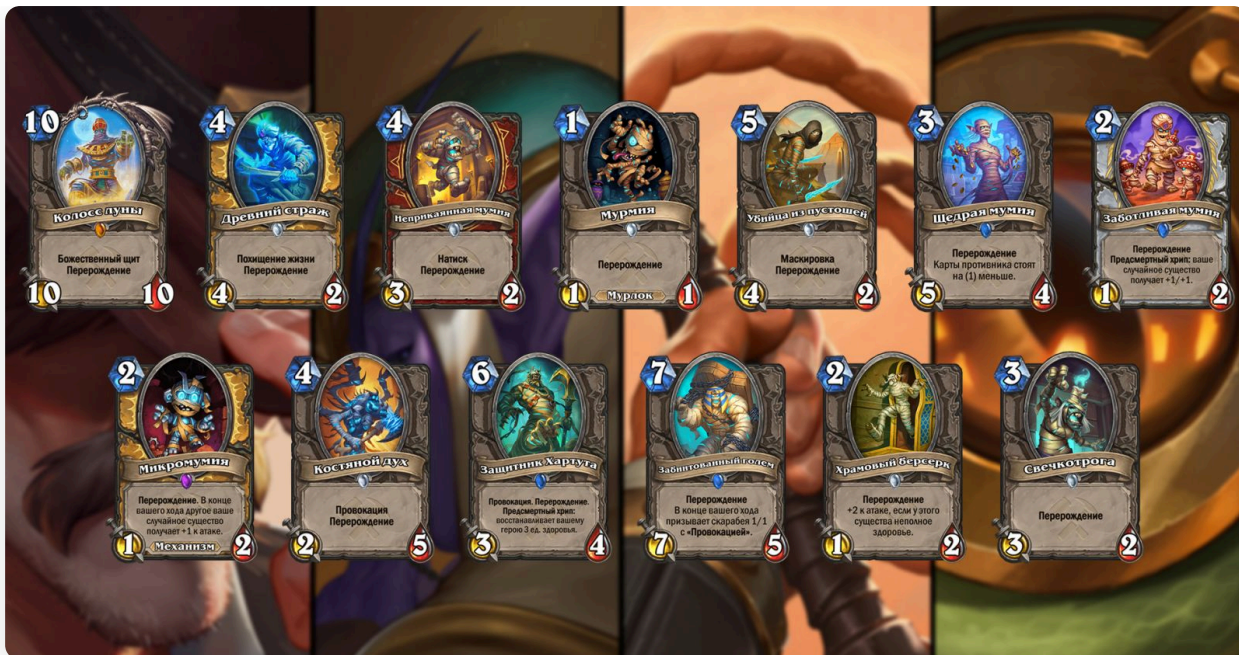 10
Колосс луны
Божественный щит
Перерождение
10
10
4
Древний страж
Похищение жизни
Перерождение
4
2
4
Неприкаянная мумия
Натиск
Перерождение
3
2
1
Мурмия
Перерождение
1
Мурлок
1
5
Убийца из пустошей
Маскировка
Перерождение
4
2
3
Щедрая мумия
Перерождение
Карты противника стоят
на (1) меньше.
5
4
2
Заботливая мумия
Перерождение
Предсмертный хрип: ваше
случайное существо
получает +1/+1.
1
2
2
Микромумия
Перерождение. В конце
вашего хода другое ваше
случайное существо
получает +1 к атаке.
1
Механизм
2
4
Костяной дух
Провокация
Перерождение
2
5
6
Защитник Хартута
Провокация. Перерождение.
Предсмертный хрип:
восстанавливает вашему
герою 3 ед. здоровья.
3
4
7
Забинтованный голем
Перерождение
В конце вашего хода
призывает скарабея 1/1
с «Провокацией».
7
5
2
Храмовый берсерк
Перерождение
+2 к атаке, если у этого
существа неполное
здоровье.
1
2
3
Свечкотрога
Перерождение
3
2